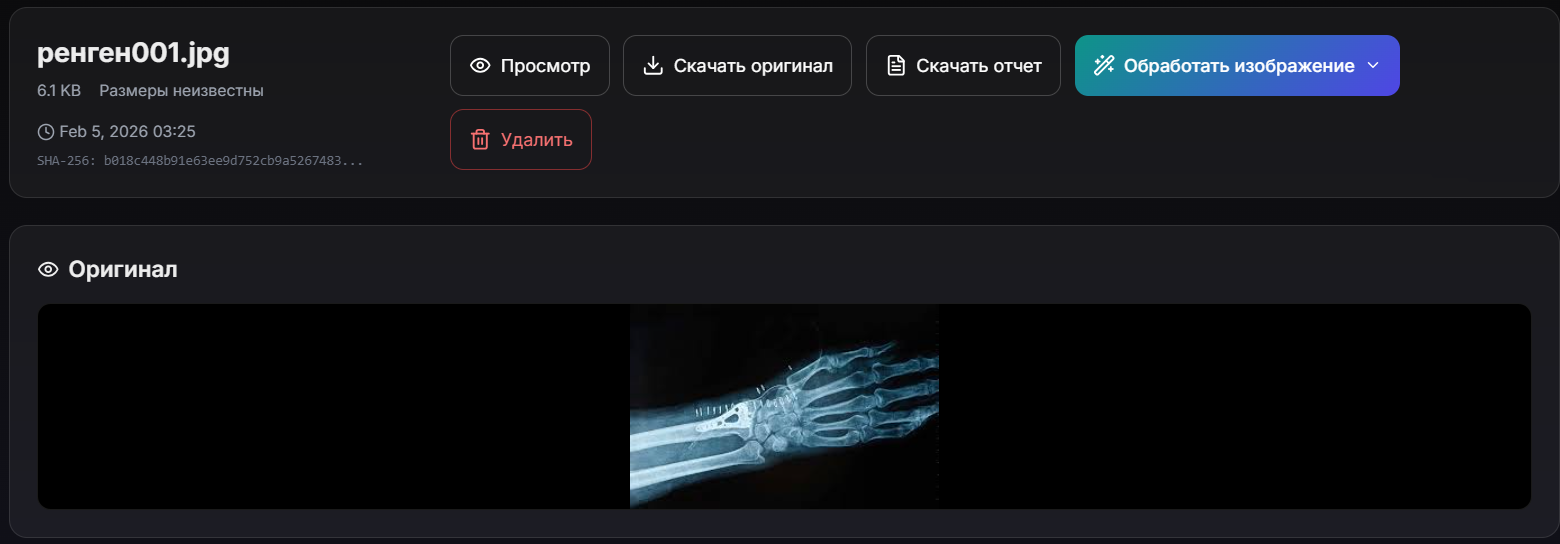 ренген001.jpg
6.1 KB Размеры неизвестны
Feb 5, 2026 03:25
SHA-256: b018c448b91e63ee9d752cb9a5267483...
Просмотр
Скачать оригинал
Скачать отчет
Обработать изображение
Удалить
Оригинал